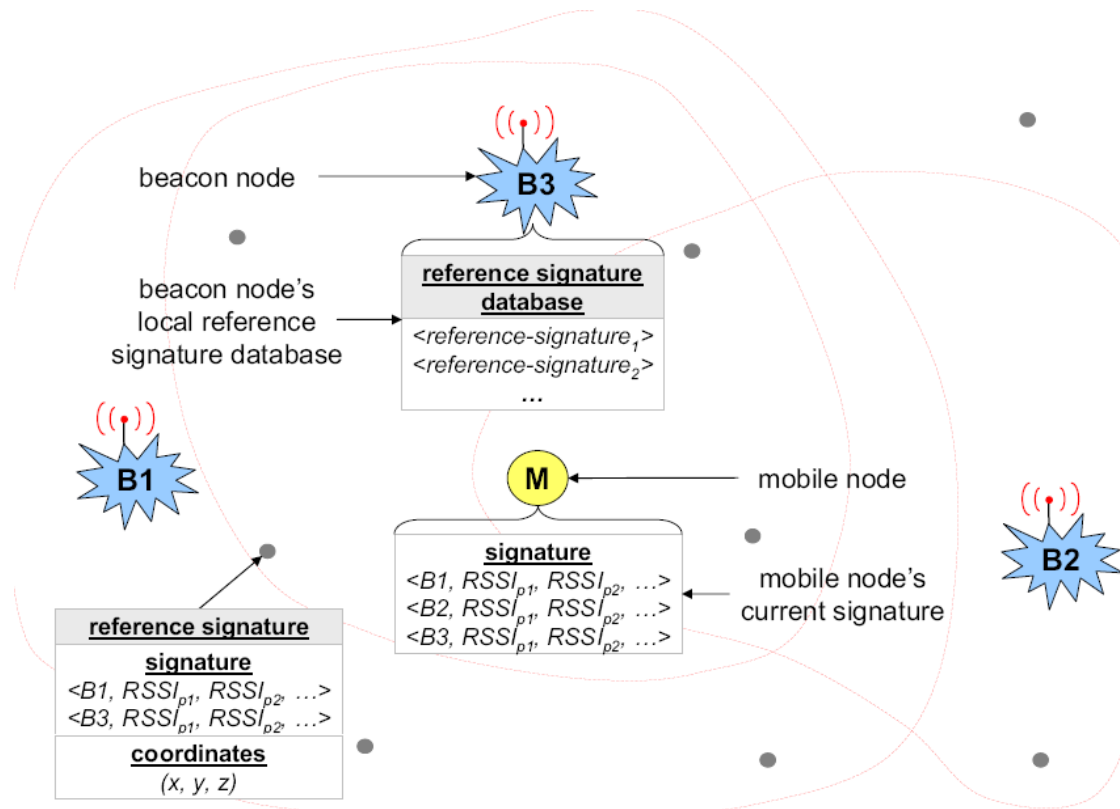 beacon node
B3
beacon node's
local reference
signature database
reference signature
database
<reference-signature1>
<reference-signature2>
...
B1
M
mobile node
B2
signature
<B1, RSSIp1, RSSIp2, ...>
<B2, RSSIp1, RSSIp2, ...>
<B3, RSSIp1, RSSIp2, ...>
mobile node's
current signature
reference signature
signature
<B1, RSSIp1, RSSIp2, ...>
<B3, RSSIp1, RSSIp2, ...>
coordinates
(x, y, z)